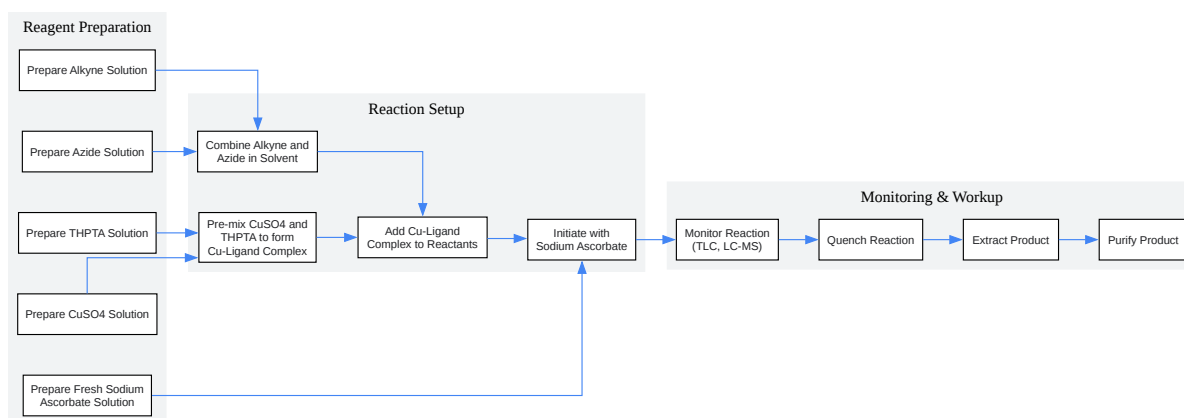 Reagent Preparation
Prepare Alkyne Solution
Prepare Azide Solution
Prepare THPTA Solution
Prepare CuSO4 Solution
Prepare Fresh Sodium
Ascorbate Solution
Reaction Setup
Combine Alkyne and
Azide in Solvent
Pre-mix CuSO4 and
THPTA to form
Cu-Ligand Complex
Add Cu-Ligand
Complex to Reactants
Initiate with
Sodium Ascorbate
Monitoring & Workup
Monitor Reaction
(TLC, LC-MS)
Quench Reaction
Extract Product
Purify Product